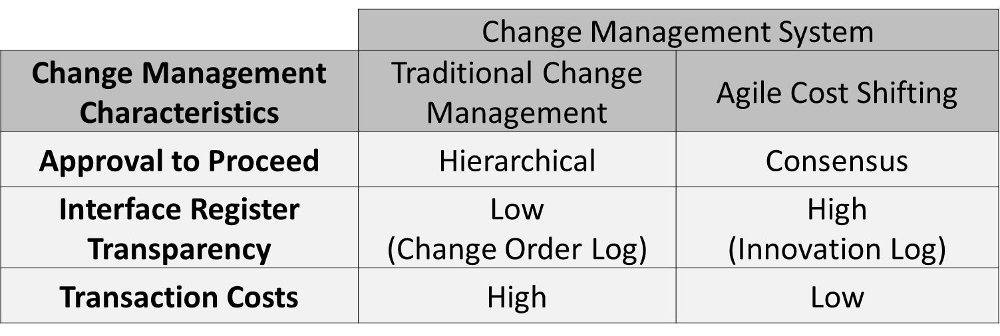 Change Management System
Change Management
Characteristics
Traditional Change
Management
Agile Cost Shifting
Approval to Proceed
Hierarchical
Consensus
Interface Register
Transparency
Low
(Change Order Log)
High
(Innovation Log)
Transaction Costs
High
Low